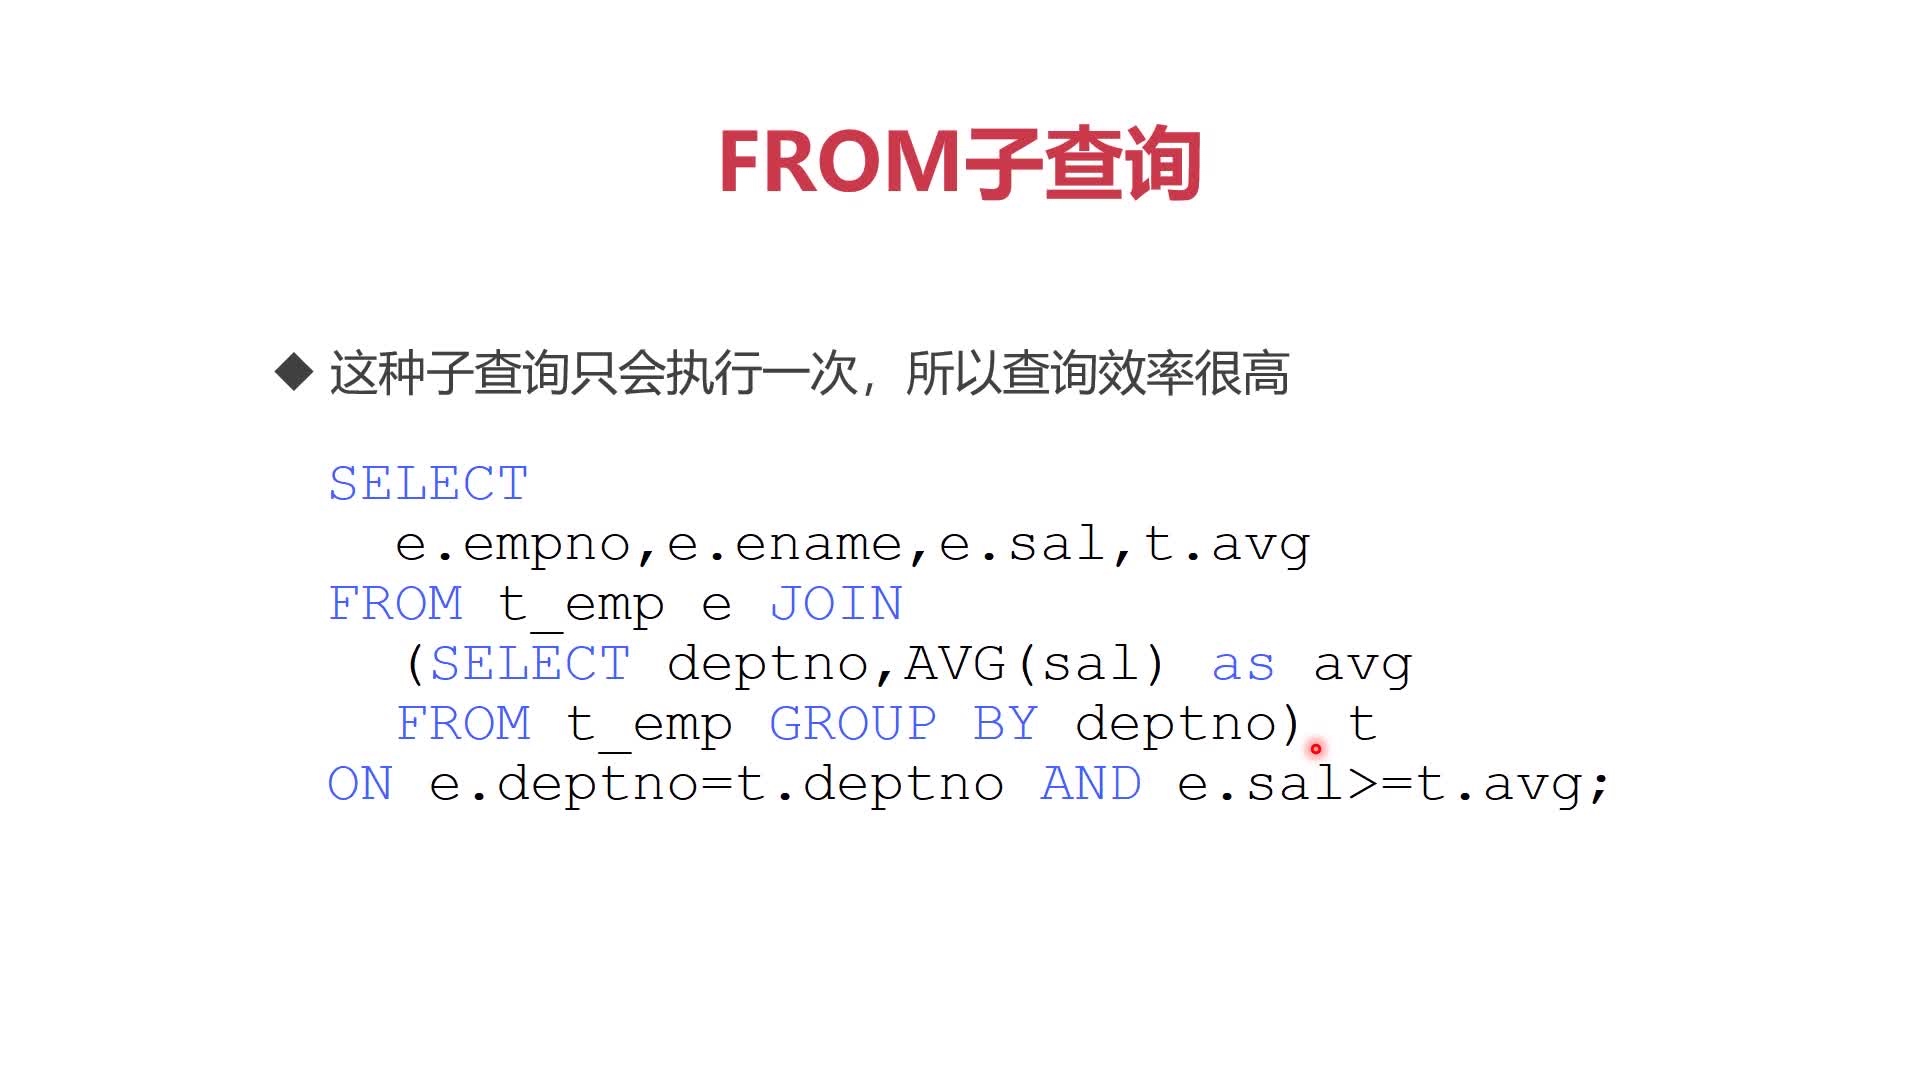 FROM子查询
◆ 这种子查询只会执行一次，所以查询效率很高
SELECT
e.empno,e.ename,e.sal,t.avg
FROM t_emp e JOIN
(SELECT deptno,AVG(sal) as avg
FROM t_emp GROUP BY deptno) t
ON e.deptno=t.deptno AND e.sal>=t.avg;